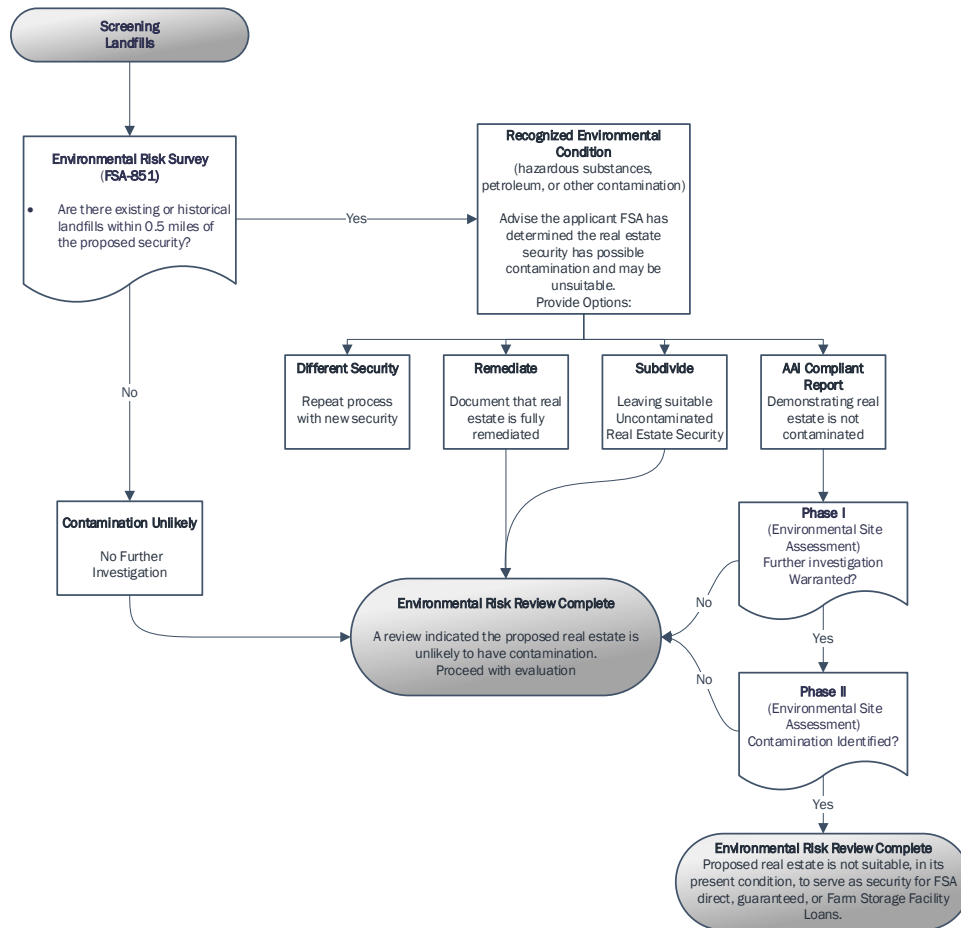 Screening
Landfills
Environmental Risk Survey
(FSA-851)
• Are there existing or historical
landfills within 0.5 miles of
the proposed security?
Yes
Recognized Environmental
Condition
(hazardous substances,
petroleum, or other contamination)
Advise the applicant FSA has
determined the real estate
security has possible
contamination and may be
unsuitable.
Provide Options:
No
Different Security
Repeat process
with new security
Remediate
Document that real
estate is fully
remediated
Subdivide
Leaving suitable
Uncontaminated
Real Estate Security
AAI Compliant
Report
Demonstrating real
estate is not
contaminated
Contamination Unlikely
No Further
Investigation
Phase I
(Environmental Site
Assessment)
Further investigation
Warranted?
No
Yes
Environmental Risk Review Complete
A review indicated the proposed real estate is
unlikely to have contamination.
Proceed with evaluation
No
Phase II
(Environmental Site
Assessment)
Contamination Identified?
Yes
Environmental Risk Review Complete
Proposed real estate is not suitable, in its
present condition, to serve as security for FSA
direct, guaranteed, or Farm Storage Facility
Loans.